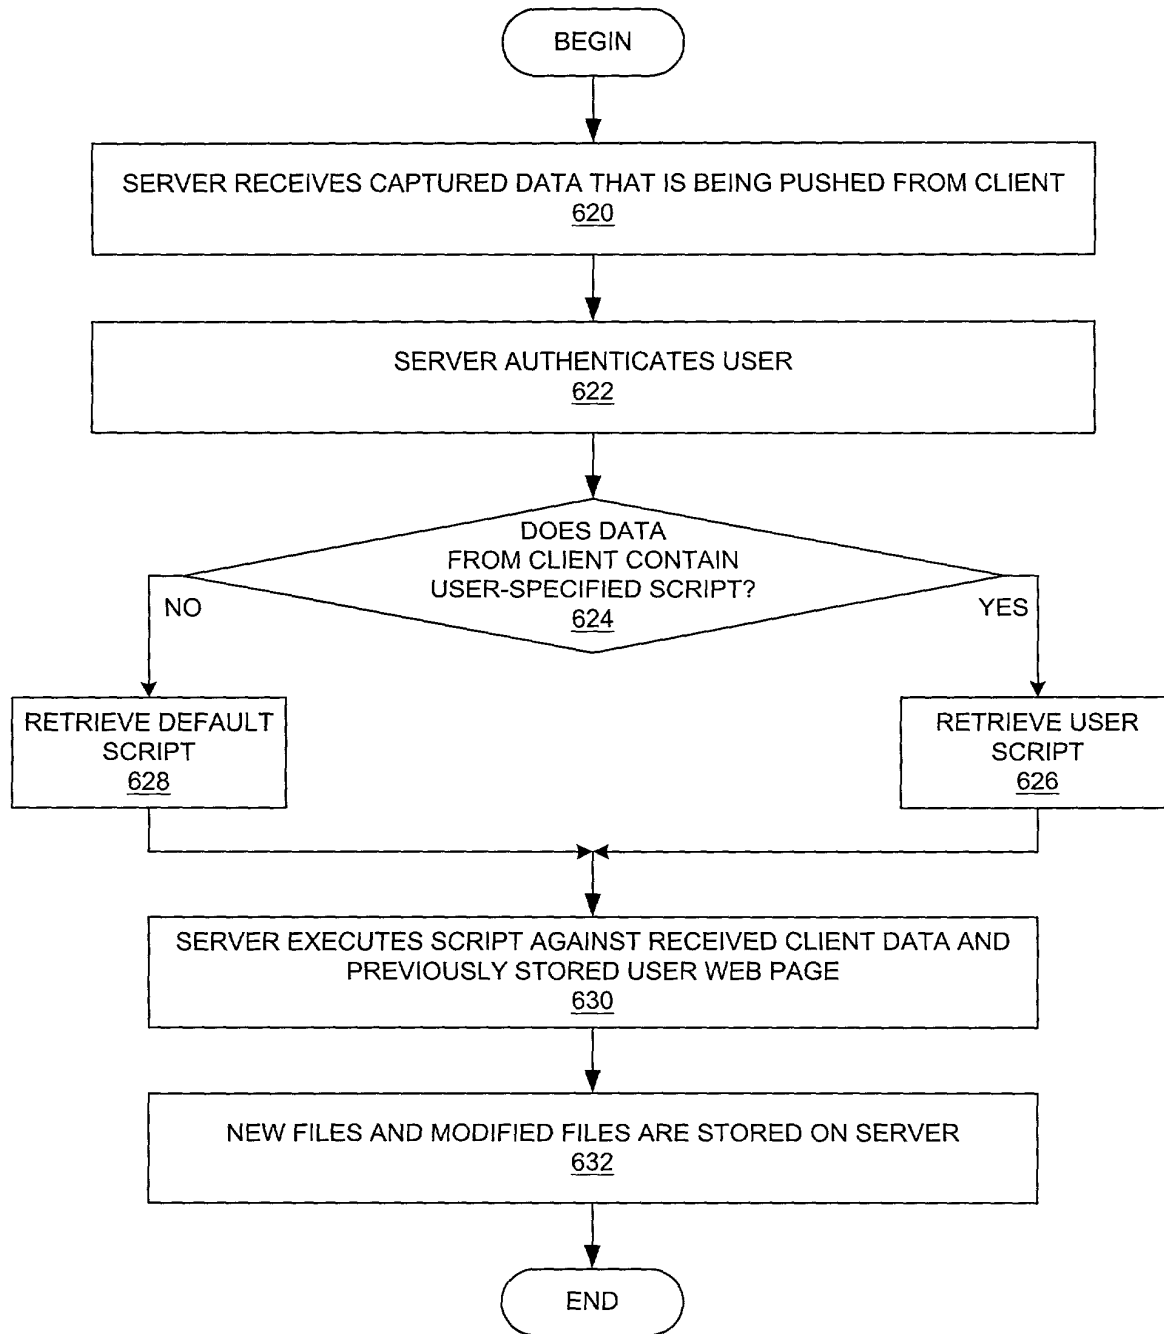 BEGIN
SERVER RECEIVES CAPTURED DATA THAT IS BEING PUSHED FROM CLIENT
620
SERVER AUTHENTICATES USER
622
DOES DATA
FROM CLIENT CONTAIN
USER-SPECIFIED SCRIPT?
624
NO
YES
RETRIEVE DEFAULT
SCRIPT
628
RETRIEVE USER
SCRIPT
626
SERVER EXECUTES SCRIPT AGAINST RECEIVED CLIENT DATA AND
PREVIOUSLY STORED USER WEB PAGE
630
NEW FILES AND MODIFIED FILES ARE STORED ON SERVER
632
END